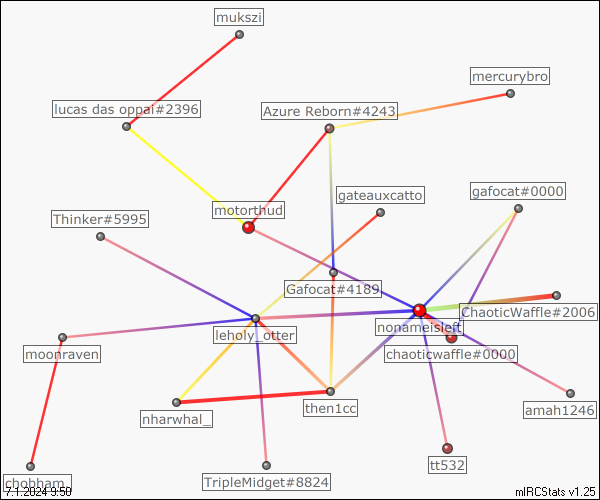 mukszi
mercurybro
lucas das oppai#2396
Azure Reborn#4243
gateauxcatto
gafocat#0000
motorthud
Thinker#5995
Gafocat#4189
ChaoticWaffle#2006
nonameisleft
leholy_otter
moonraven
chaoticwaffle#0000
then1cc
amah1246
nharwhal_
tt532
chobham_
TripleMidget#8824
7.1.2024 9:50
mIRCStats v1.25